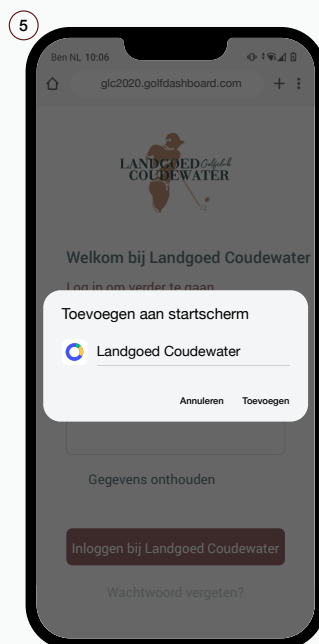 5
Ben NL 10:06
glc2020.golfdashboard.com
LANDGOED Golfclub
COUDEWATER
Welkom bij Landgoed Coudewater
Log in om verder te gaan
Toevoegen aan startscherm
Landgoed Coudewater
Annuleren Toevoegen
Gegevens onthouden
Inloggen bij Landgoed Coudewater
Wachtwoord vergeten?